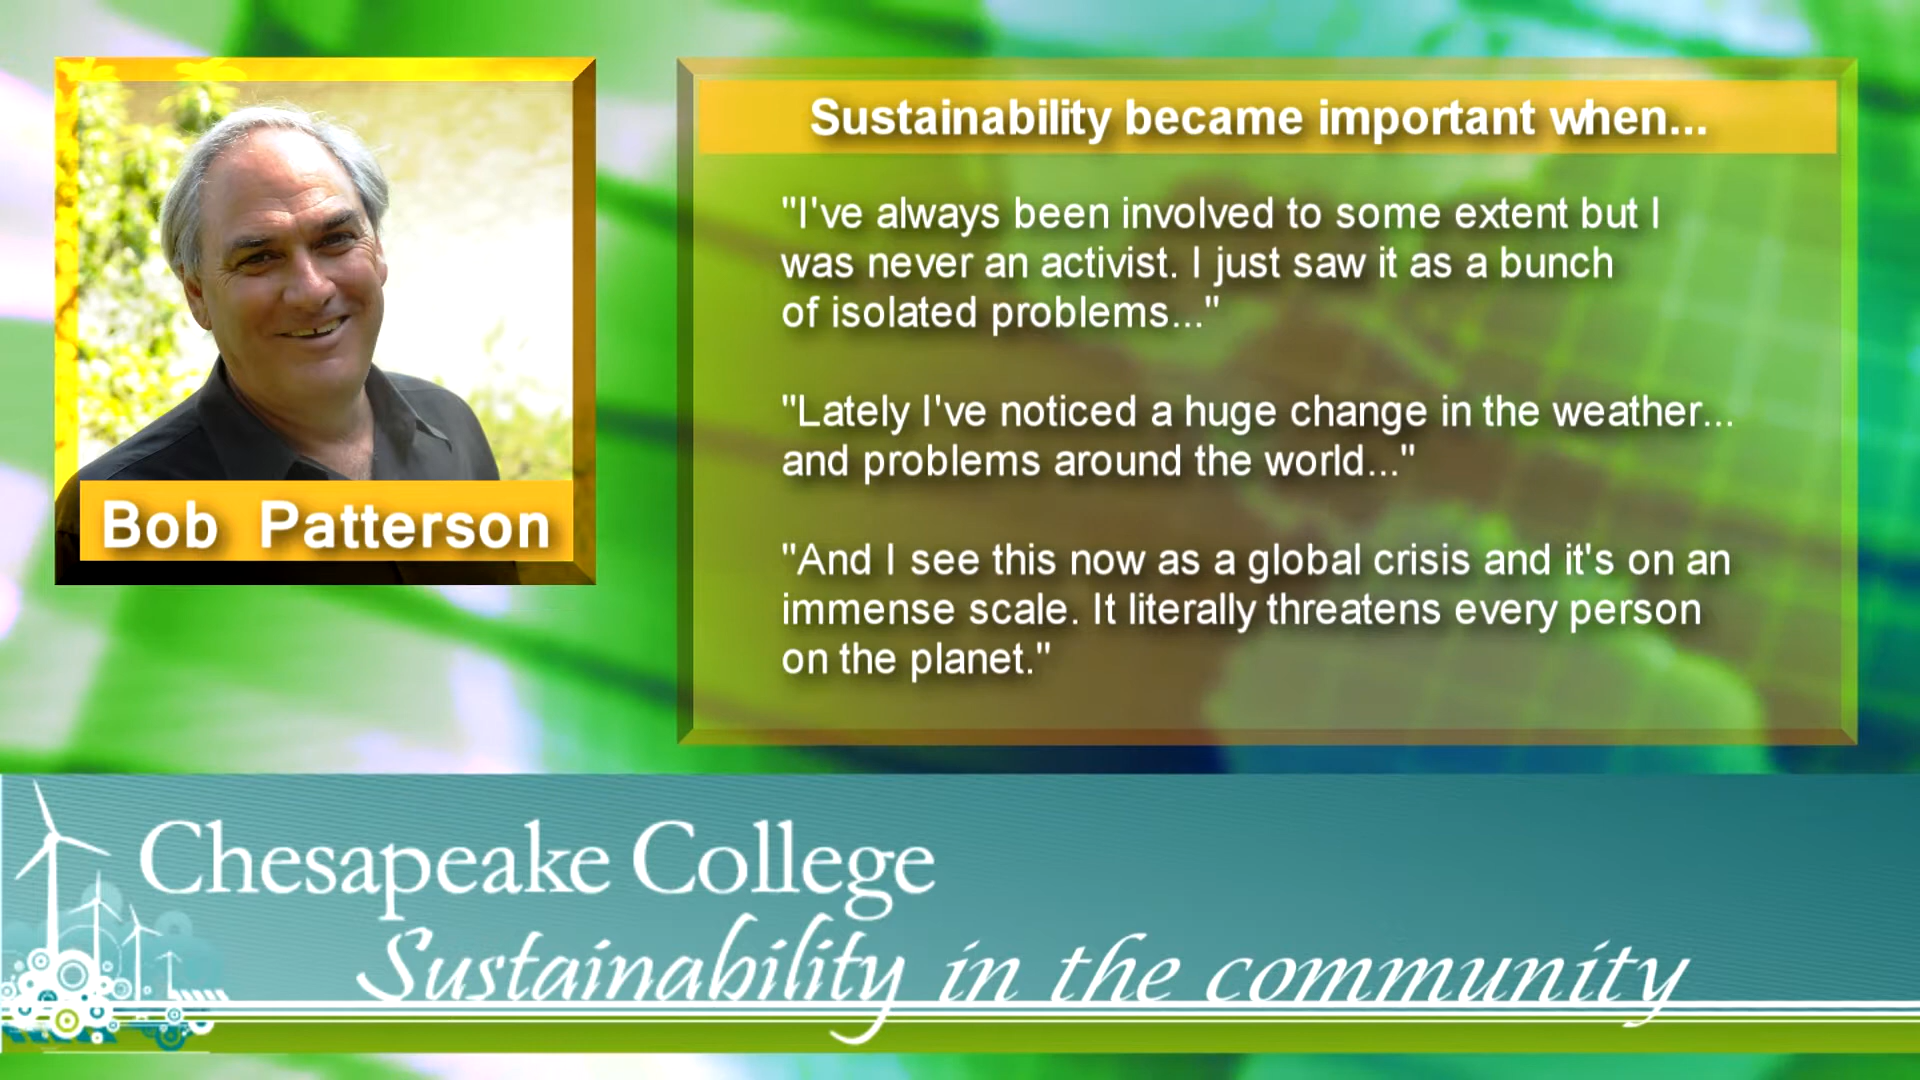 Sustainability became important when...
"I've always been involved to some extent but I
was never an activist. I just saw it as a bunch
of isolated problems..."
"Lately I've noticed a huge change in the weather...
and problems around the world..."
"And I see this now as a global crisis and it's on an
immense scale. It literally threatens every person
on the planet."
Bob Patterson
Chesapeake College
Sustainability in the community